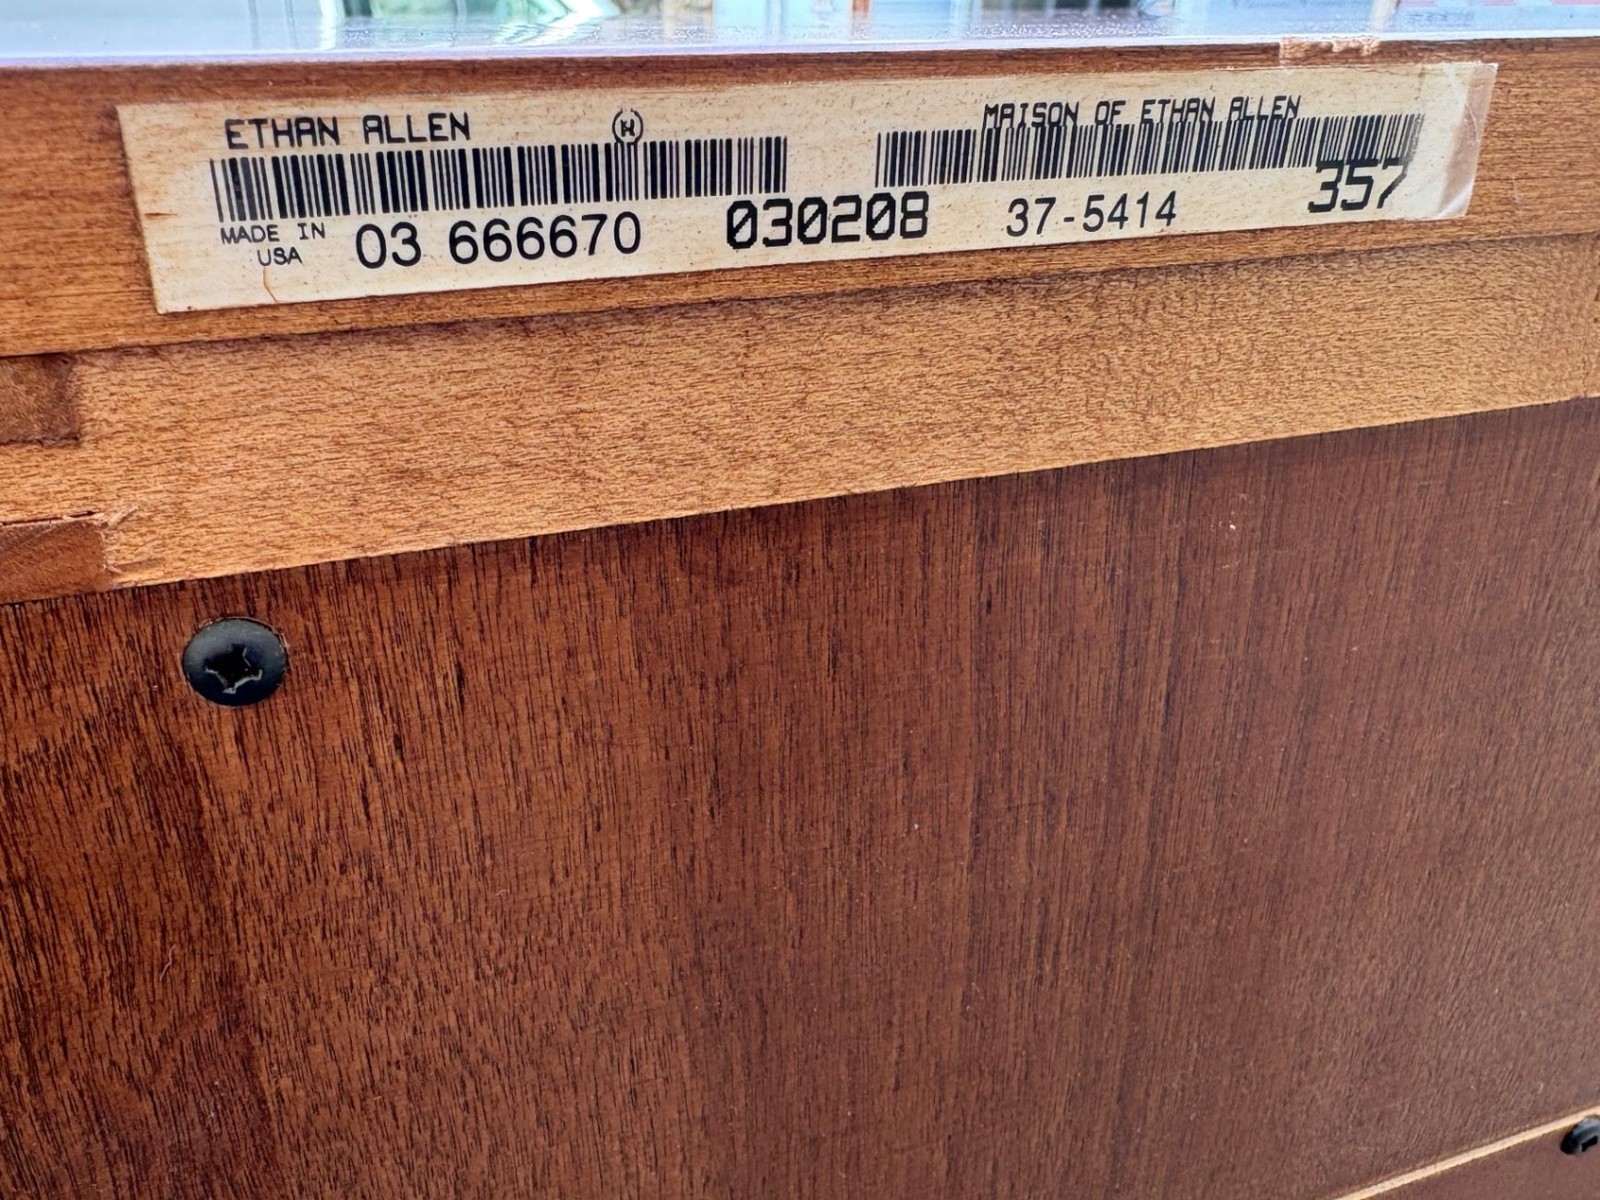 ETHAN ALLEN
MAISON OF ETHAN ALLEN
MADE IN
USA
03 666670
030208
37-5414
357